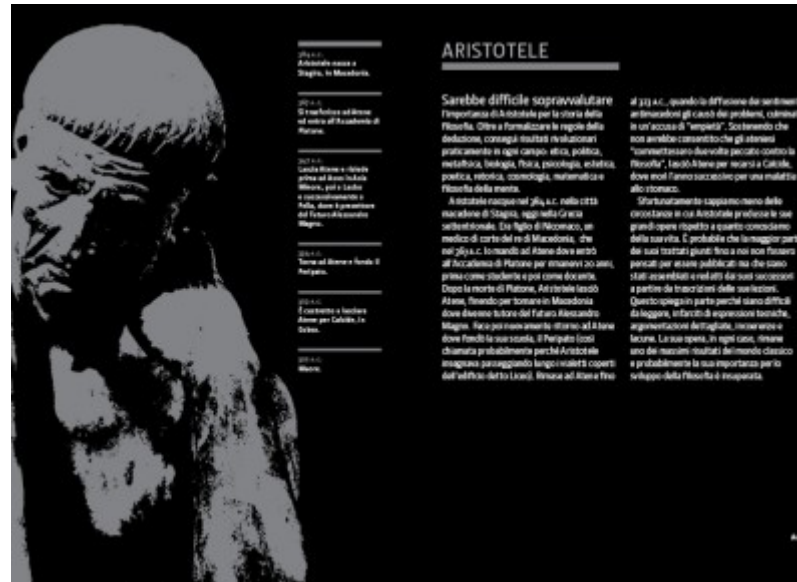 384 a.C.
Aristotele nasce a
Stagira, in Macedonia.
367 a.C.
Si trasferisce ad Atene
ed entra all'Accademia di
Platone.
347 a.C.
Lascia Atene e risiede
prima ad Asso in Asia
Minore, poi a Lesbo
e successivamente a
Pella, dove è precettore
del futuro Alessandro
Magno.
Torna ad Atene e fonda il
Peripato.
È costretto a lasciare
Atene per Calcide, in
Eubea.
Muore.
ARISTOTELE
Sarebbe difficile sopravvalutare
l'importanza di Aristotele per la storia della
filosofia. Oltre a formalizzare le regole della
deduzione, conseguì risultati rivoluzionari
praticamente in ogni campo: etica, politica,
metafisica, biologia, fisica, psicologia, estetica,
poetica, retorica, cosmologia, matematica e
filosofia della mente.
Aristotele nacque nel 384 a.C. nella città
macedone di Stagira, oggi nella Grecia
settentrionale. Era figlio di Nicomaco, un
medico di corte del re di Macedonia, che
nel 367 a.C. lo mandò ad Atene dove entrò
all'Accademia di Platone per rimanervi 20 anni,
prima come studente e poi come docente.
Dopo la morte di Platone, Aristotele lasciò
Atene, finendo per tornare in Macedonia
dove divenne tutore del futuro Alessandro
Magno. Fece poi nuovamente ritorno ad Atene
dove fondò la sua scuola, il Peripato (così
chiamata probabilmente perché Aristotele
insegnava passeggiando lungo i vialetti coperti
dell'edificio detto Liceo). Rimase ad Atene fino
al 323 a.C., quando la diffusione dei sentimen
antimacedoni gli causò dei problemi, culmina
in un'accusa di "empietà". Sostenendo che
non avrebbe consentito che gli ateniesi
"commettessero due volte peccato contro la
filosofia", lasciò Atene per recarsi a Calcide,
dove morì l'anno successivo per una malattia
allo stomaco.
Sfortunatamente sappiamo meno delle
circostanze in cui Aristotele produsse le sue
grandi opere rispetto a quanto conosciamo
della sua vita. È probabile che la maggior part
dei suoi trattati giunti fino a noi non fossero
pensati per essere pubblicati ma che siano
stati assemblati e redatti dai suoi successori
a partire da trascrizioni delle sue lezioni.
Questo spiega in parte perché siano difficili
da leggere, infarciti di espressioni tecniche,
argomentazioni dettagliate, incoerenze e
lacune. La sua opera, in ogni caso, rimane
uno dei massimi risultati del mondo classico
e probabilmente la sua importanza per lo
sviluppo della filosofia è insuperata.